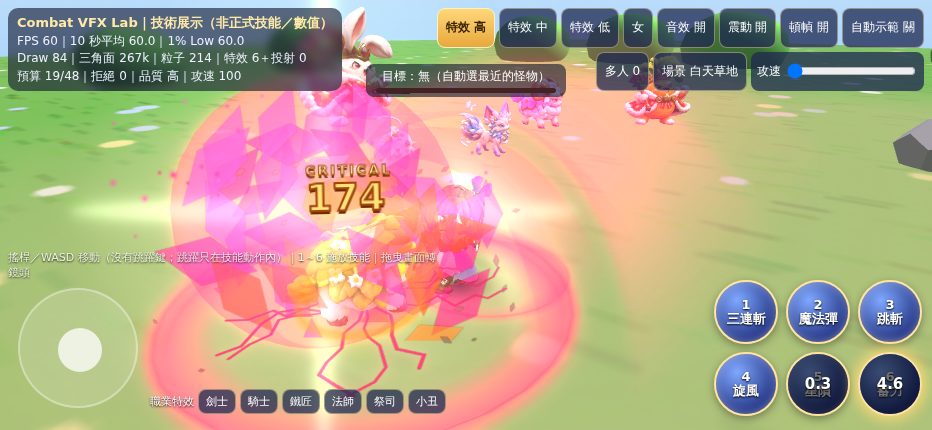 Combat VFX Lab｜技術展示（非正式技能／數值）
FPS 60｜10 秒平均 60.0｜1% Low 60.0
Draw 84｜三角面 267k｜粒子 214｜特效 6＋投射 0
預算 19/48｜拒絕 0｜品質 高｜攻速 100
特效 高
特效 中
特效 低
女
音效 開
震動 開
頓幀 開
自動示範 關
目標：無（自動選最近的怪物）
多人 0
場景 白天草地
攻速
CRITICAL
174
搖桿／WASD 移動（沒有跳躍鍵；跳躍只在技能動作內）｜1～6 施放技能｜拖曳畫面轉
鏡頭
1
三連斬
2
魔法彈
3
跳斬
4
旋風
0.3
4.6
蓄力
職業特效
劍士
騎士
鐵匠
法師
祭司
小丑